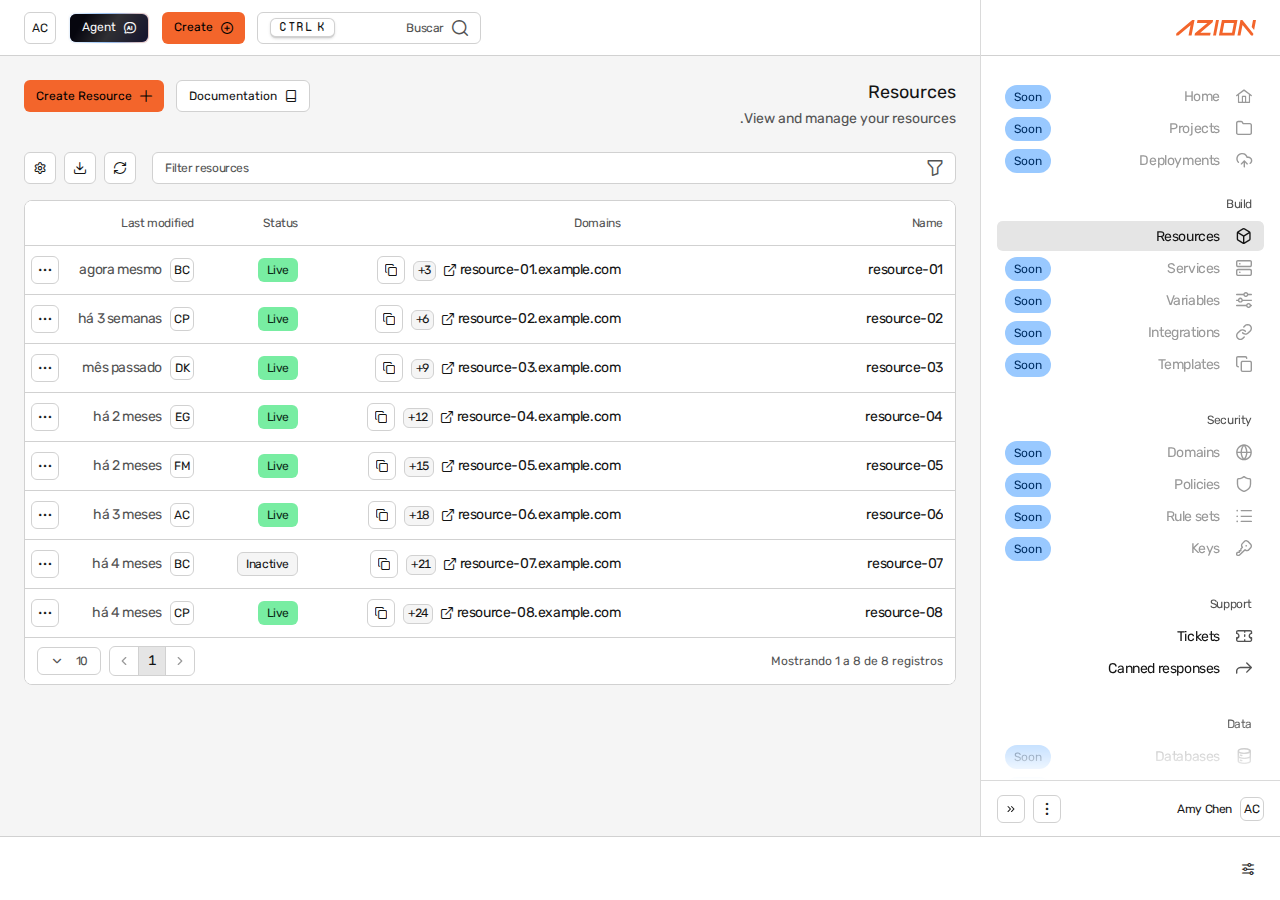 AZION
Buscar CTRL K
Create
Agent AI
AC
Home Soon
Projects Soon
Deployments Soon
Build
Resources
Services Soon
Variables Soon
Integrations Soon
Templates Soon
Security
Domains Soon
Policies Soon
Rule sets Soon
Keys Soon
Support
Tickets
Canned responses
Data
Databases Soon
AC Amy Chen
Resources
.View and manage your resources
Documentation
Create Resource
Filter resources
Name Domains Status Last modified
resource-01 resource-01.example.com +3 Live BC agora mesmo
resource-02 resource-02.example.com +6 Live CP há 3 semanas
resource-03 resource-03.example.com +9 Live DK mês passado
resource-04 resource-04.example.com +12 Live EG há 2 meses
resource-05 resource-05.example.com +15 Live FM há 2 meses
resource-06 resource-06.example.com +18 Live AC há 3 meses
resource-07 resource-07.example.com +21 Inactive BC há 4 meses
resource-08 resource-08.example.com +24 Live CP há 4 meses
Mostrando 1 a 8 de 8 registros
1
10